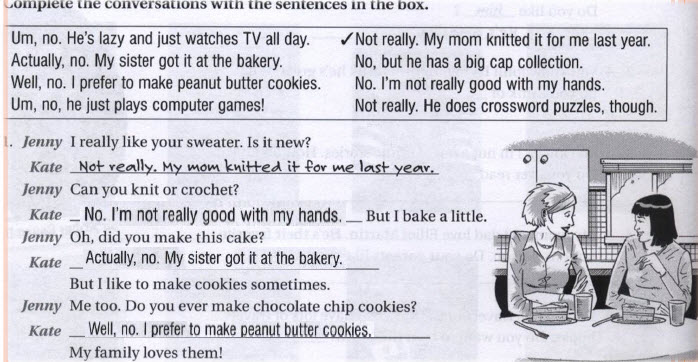 Complete the conversations with the sentences in the box.
Um, no. He's lazy and just watches TV all day.
Actually, no. My sister got it at the bakery.
Well, no. I prefer to make peanut butter cookies.
Um, no, he just plays computer games!
✓Not really. My mom knitted it for me last year.
No, but he has a big cap collection.
No. I'm not really good with my hands.
Not really. He does crossword puzzles, though.
1. Jenny I really like your sweater. Is it new?
Kate Not really. My mom knitted it for me last year.
Jenny Can you knit or crochet?
Kate No. I'm not really good with my hands. But I bake a little.
Jenny Oh, did you make this cake?
Kate Actually, no. My sister got it at the bakery.
But I like to make cookies sometimes.
Jenny Me too. Do you ever make chocolate chip cookies?
Kate Well, no. I prefer to make peanut butter cookies.
My family loves them!